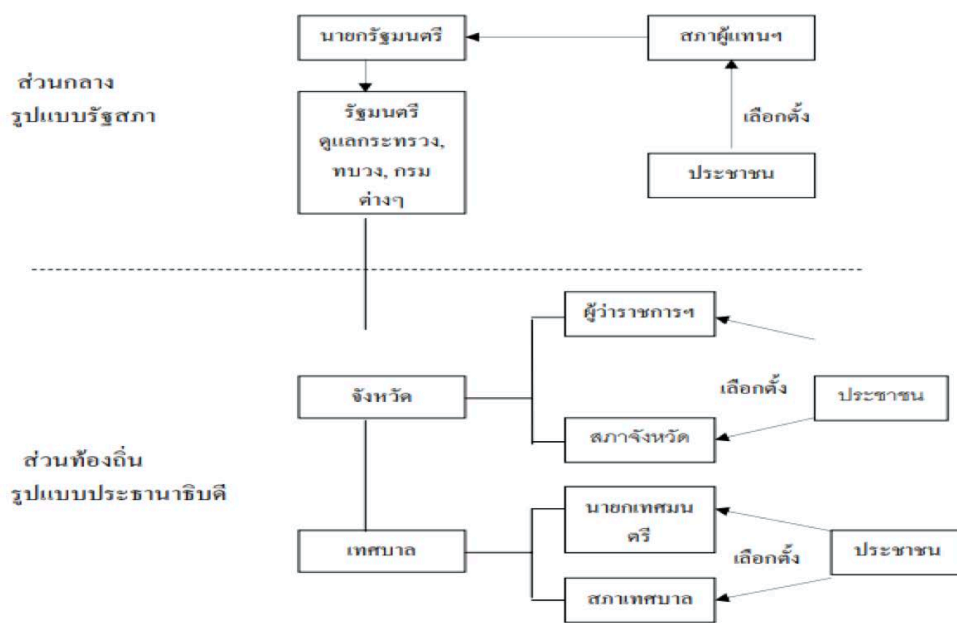 นายกรัฐมนตรี
สภาผู้แทนฯ
ส่วนกลาง
รูปแบบรัฐสภา
รัฐมนตรี
ดูแลกระทรวง,
ทบวง, กรม
ต่างๆ
เลือกตั้ง
ประชาชน
ผู้ว่าราชการฯ
จังหวัด
เลือกตั้ง
ประชาชน
สภาจังหวัด
ส่วนท้องถิ่น
รูปแบบประธานาธิบดี
นายกเทศมน
ตรี
เทศบาล
เลือกตั้ง
ประชาชน
สภาเทศบาล